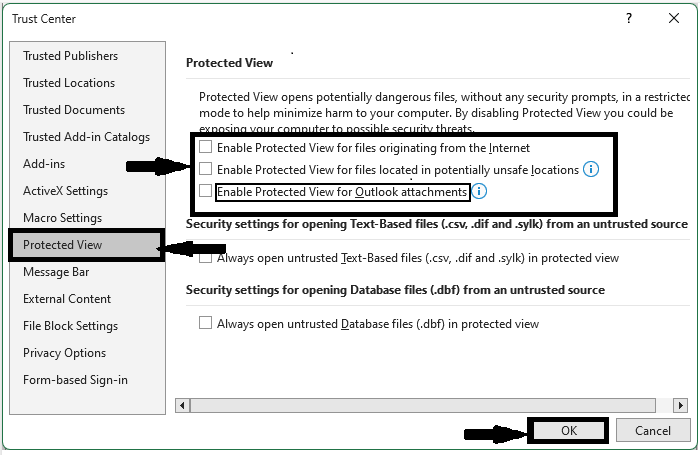 Trust Center
?
Trusted Publishers
Trusted Locations
Trusted Documents
Trusted Add-in Catalogs
Add-ins
ActiveX Settings
Macro Settings
Protected View
Message Bar
External Content
File Block Settings
Privacy Options
Form-based Sign-in
Protected View
Protected View opens potentially dangerous files, without any security prompts, in a restricted
mode to help minimize harm to your computer. By disabling Protected View you could be
exposing your computer to possible security threats.
Enable Protected View for files originating from the Internet
Enable Protected View for files located in potentially unsafe locations
Enable Protected View for Outlook attachments
Security settings for opening Text-Based files (.csv, .dif and .sylk) from an untrusted source
Always open untrusted Text-Based files (.csv, .dif and .sylk) in protected view
Security settings for opening Database files (.dbf) from an untrusted source
Always open untrusted Database files (.dbf) in protected view
OK
Cancel